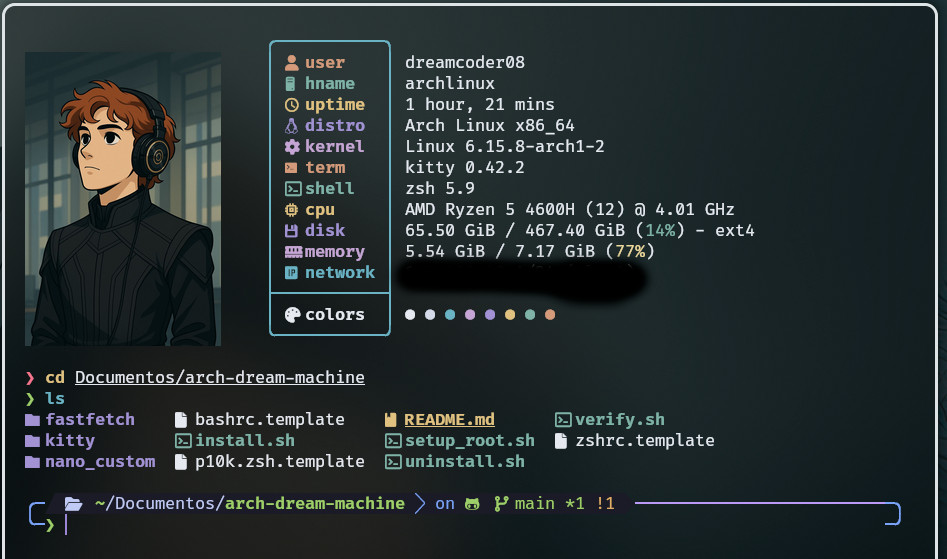 user dreamcoder08
hname archlinux
uptime 1 hour, 21 mins
distro Arch Linux x86_64
kernel Linux 6.15.8-arch1-2
term kitty 0.42.2
shell zsh 5.9
cpu AMD Ryzen 5 4600H (12) @ 4.01 GHz
disk 65.50 GiB / 467.40 GiB (14%) - ext4
memory 5.54 GiB / 7.17 GiB (77%)
IP network
colors
❯ cd Documentos/arch-dream-machine
❯ ls
fastfetch bashrc.template README.md verify.sh
kitty install.sh setup_root.sh zshrc.template
nano_custom p10k.zsh.template uninstall.sh
~/Documentos/arch-dream-machine on main *1 !1
❯